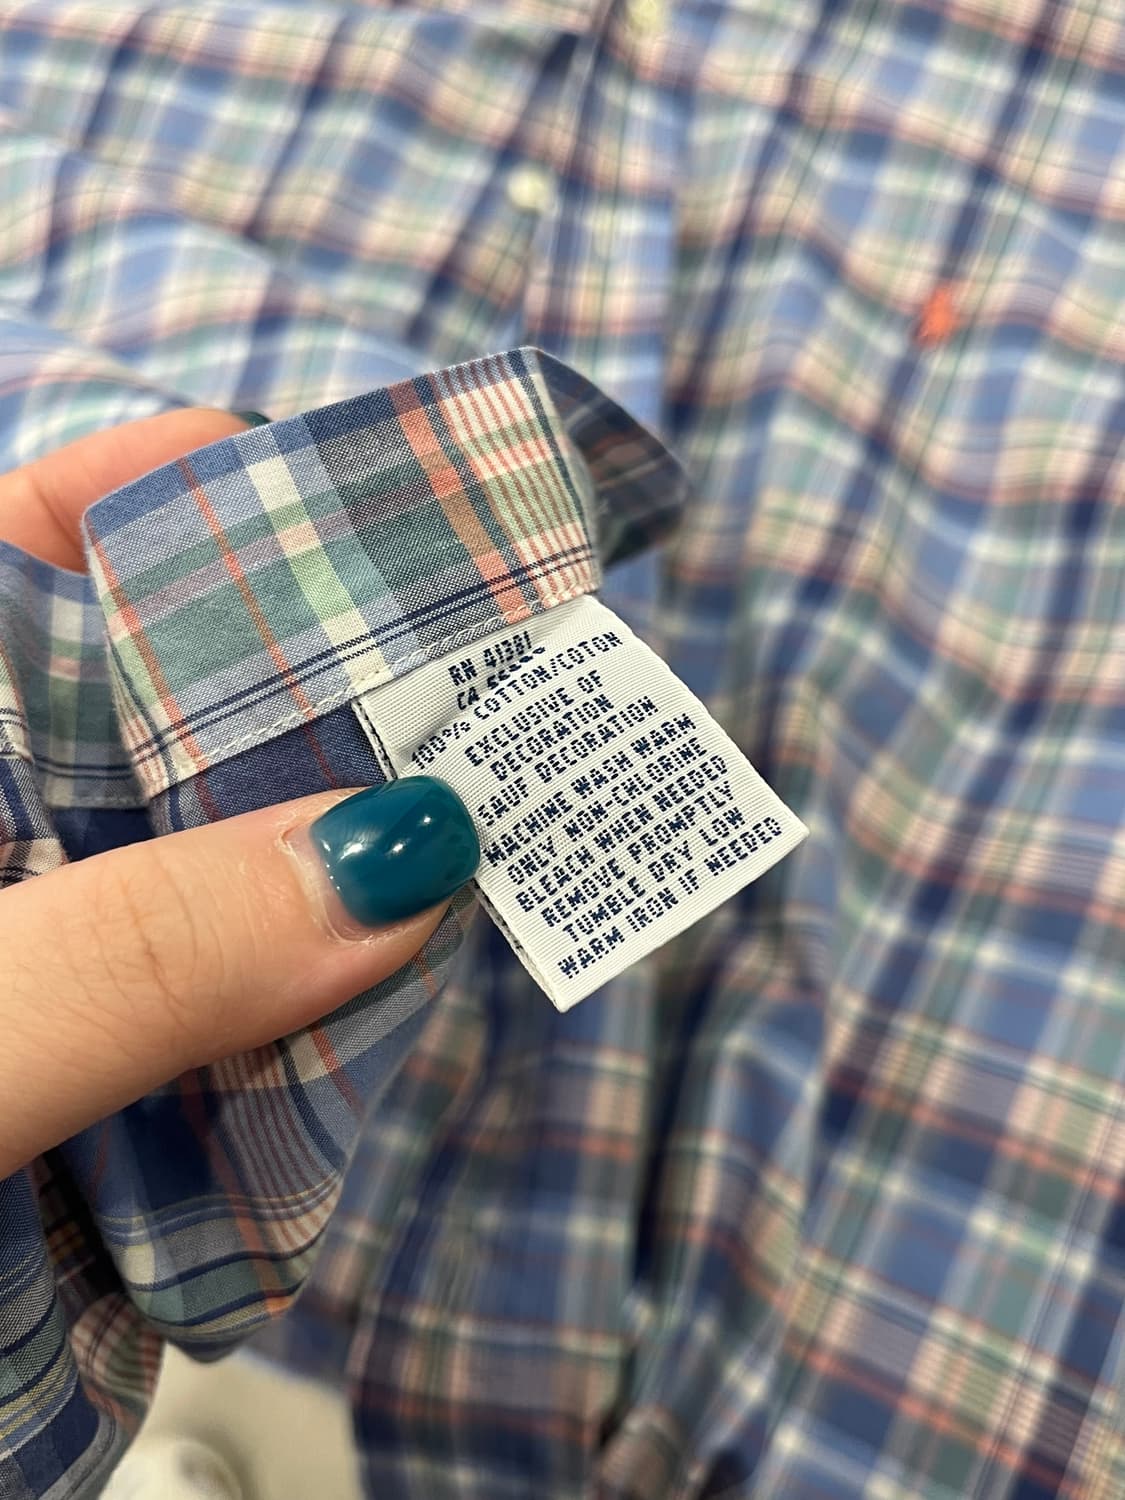 RN 41381
CA
100% COTTON/COTON
EXCLUSIVE OF
DECORATION
SAUF DECORATION
MACHINE WASH WARM
ONLY NON-CHLORINE
BLEACH WHEN NEEDED
REMOVE PROMPTLY
TUMBLE DRY LOW
WARM IRON IF NEEDED